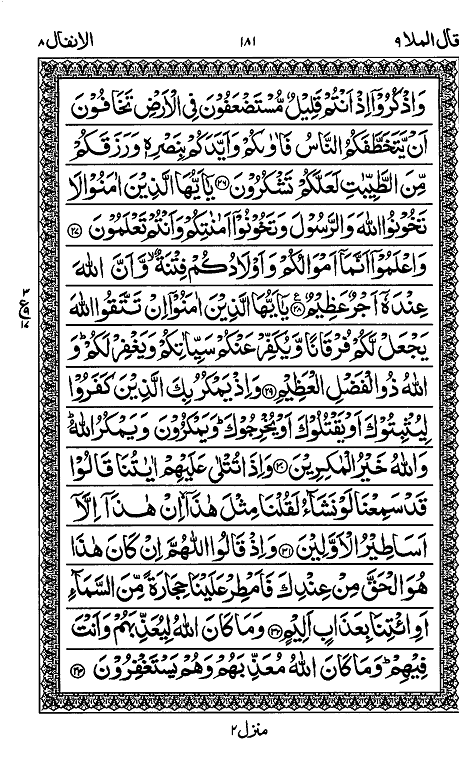 قال الملا ٩
١٨١
الانفال ٨
وَاذْكُرُوْۤا اِذْ اَنْتُمْ قَلِيْلٌ مُّسْتَضْعَفُوْنَ فِي الْاَرْضِ تَخَافُوْنَ
اَنْ يَّتَخَطَّفَكُمُ النَّاسُ فَاٰوٰىكُمْ وَاَيَّدَكُمْ بِنَصْرِهٖ وَرَزَقَكُمْ
مِّنَ الطَّيِّبٰتِ لَعَلَّكُمْ تَشْكُرُوْنَ ﴿٢٦﴾ يٰۤاَيُّهَا الَّذِيْنَ اٰمَنُوْا لَا
تَخُوْنُوا اللّٰهَ وَالرَّسُوْلَ وَتَخُوْنُوْۤا اَمٰنٰتِكُمْ وَاَنْتُمْ تَعْلَمُوْنَ ﴿٢٧﴾
وَاعْلَمُوْۤا اَنَّمَاۤ اَمْوَالُكُمْ وَاَوْلَادُكُمْ فِتْنَةٌ ۙ وَّاَنَّ اللّٰهَ
عِنْدَهٗۤ اَجْرٌ عَظِيْمٌ ﴿٢٨﴾ يٰۤاَيُّهَا الَّذِيْنَ اٰمَنُوْۤا اِنْ تَتَّقُوا اللّٰهَ
يَجْعَلْ لَّكُمْ فُرْقَانًا وَّيُكَفِّرْ عَنْكُمْ سَيِّاٰتِكُمْ وَيَغْفِرْ لَكُمْ ؕ وَ
اللّٰهُ ذُو الْفَضْلِ الْعَظِيْمِ ﴿٢٩﴾ وَاِذْ يَمْكُرُ بِكَ الَّذِيْنَ كَفَرُوْا
لِيُثْبِتُوْكَ اَوْ يَقْتُلُوْكَ اَوْ يُخْرِجُوْكَ ؕ وَيَمْكُرُوْنَ وَيَمْكُرُ اللّٰهُ ؕ
وَاللّٰهُ خَيْرُ الْمٰكِرِيْنَ ﴿٣٠﴾ وَاِذَا تُتْلٰى عَلَيْهِمْ اٰيٰتُنَا قَالُوْا
قَدْ سَمِعْنَا لَوْ نَشَآءُ لَقُلْنَا مِثْلَ هٰذَاۤ ۙ اِنْ هٰذَاۤ اِلَّاۤ
اَسَاطِيْرُ الْاَوَّلِيْنَ ﴿٣١﴾ وَاِذْ قَالُوا اللّٰهُمَّ اِنْ كَانَ هٰذَا
هُوَ الْحَقَّ مِنْ عِنْدِكَ فَاَمْطِرْ عَلَيْنَا حِجَارَةً مِّنَ السَّمَآءِ
اَوِ ائْتِنَا بِعَذَابٍ اَلِيْمٍ ﴿٣٢﴾ وَمَا كَانَ اللّٰهُ لِيُعَذِّبَهُمْ وَاَنْتَ
فِيْهِمْ ؕ وَمَا كَانَ اللّٰهُ مُعَذِّبَهُمْ وَهُمْ يَسْتَغْفِرُوْنَ ﴿٣٣﴾
منزل ٢